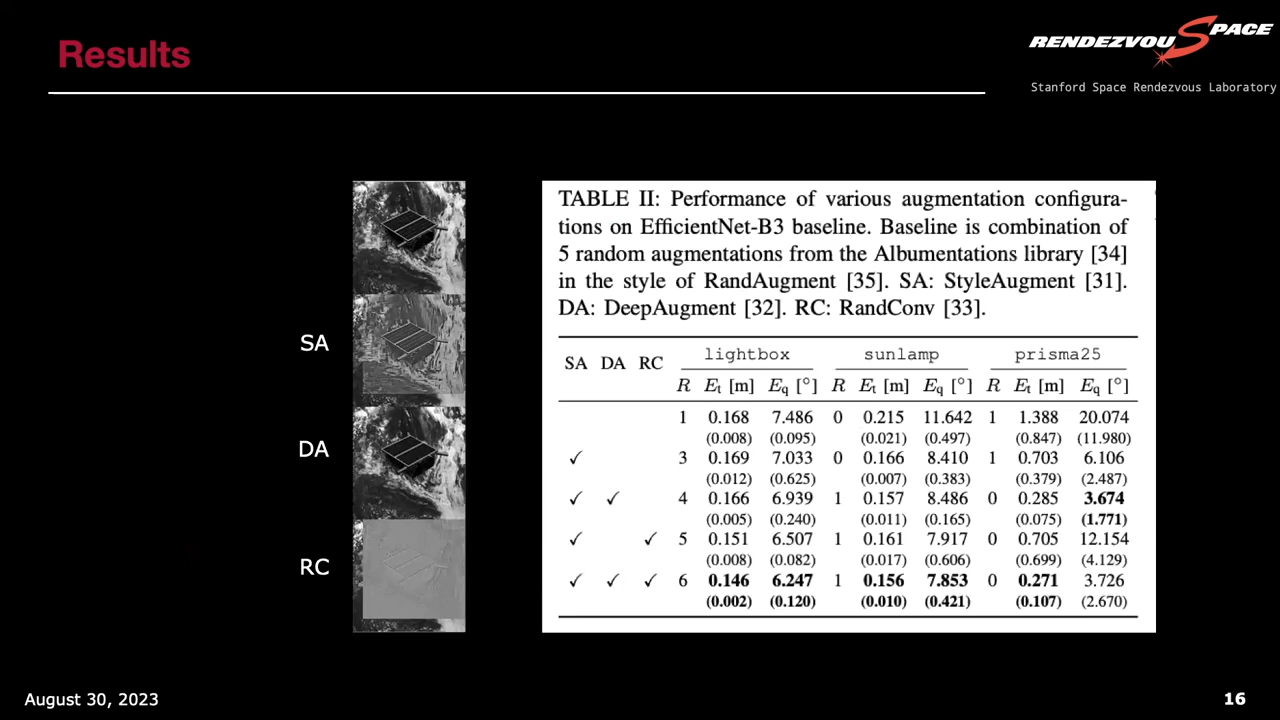 Results
RENDEZVOUS SPACE
Stanford Space Rendezvous Laboratory
SA
DA
RC
TABLE II: Performance of various augmentation configura-
tions on EfficientNet-B3 baseline. Baseline is combination of
5 random augmentations from the Albumentations library [34]
in the style of RandAugment [35]. SA: StyleAugment [31].
DA: DeepAugment [32]. RC: RandConv [33].
SA DA RC lightbox sunlamp prisma25
R Et [m] Eq [°] R Et [m] Eq [°] R Et [m] Eq [°]
1 0.168 7.486 0 0.215 11.642 1 1.388 20.074
(0.008) (0.095) (0.021) (0.497) (0.847) (11.980)
✓ 3 0.169 7.033 0 0.166 8.410 1 0.703 6.106
(0.012) (0.625) (0.007) (0.383) (0.379) (2.487)
✓ ✓ 4 0.166 6.939 1 0.157 8.486 0 0.285 3.674
(0.005) (0.240) (0.011) (0.165) (0.075) (1.771)
✓ ✓ 5 0.151 6.507 1 0.161 7.917 0 0.705 12.154
(0.008) (0.082) (0.017) (0.606) (0.699) (4.129)
✓ ✓ ✓ 6 0.146 6.247 1 0.156 7.853 0 0.271 3.726
(0.002) (0.120) (0.010) (0.421) (0.107) (2.670)
August 30, 2023
16